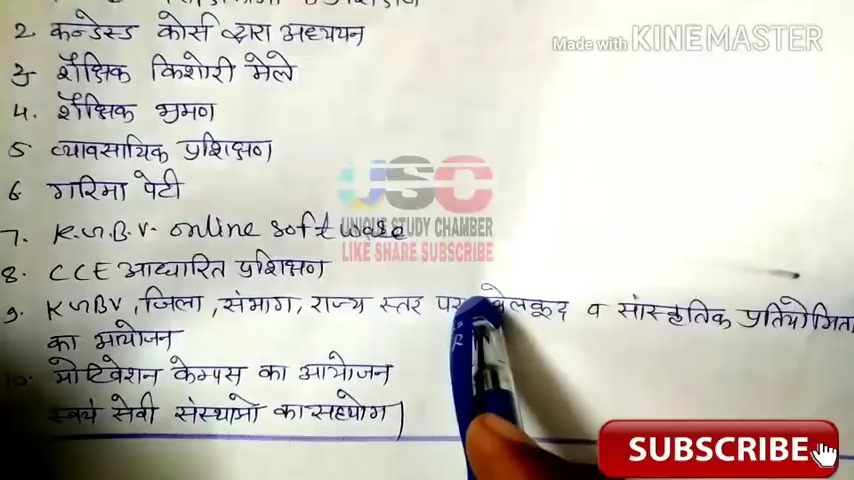 2. कन्डेस्ड कोर्स द्वारा अध्ययन
Made with KINEMASTER
3 शैक्षिक किशोरी मेले
4. शैक्षिक भ्रमण
5 व्यावसायिक प्रशिक्षण
6 गरिमा पेटी
USC
UNIQUE STUDY CHAMBER
LIKE SHARE SUBSCRIBE
7. K.G.B.V. online software
8. CCE आधारित प्रशिक्षण
9. KGBV, जिला, संभाग, राज्य स्तर पर खेलकूद व सांस्कृतिक प्रतियोगिता
का आयोजन
10. मोटिवेशन केम्पस का आयोजन
स्वयं सेवी संस्थाओ का सहयोग|
SUBSCRIBE